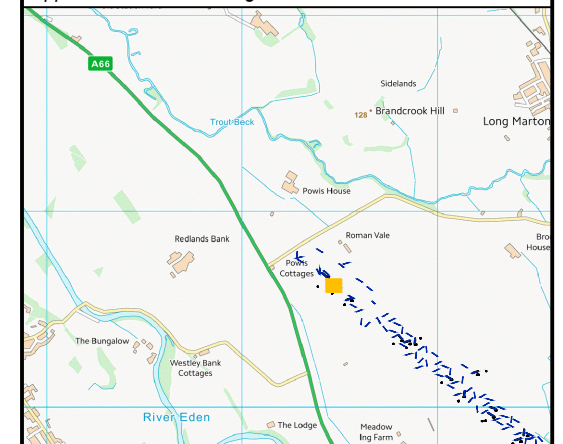 A66
Sidelands
128 Brandcrook Hill
Trout Beck
Long Marton
Powis House
Roman Vale
Redlands Bank
House
Powis
Cottages
The Bungalow
Westley Bank
Cottages
River Eden
The Lodge
Meadow
Ing Farm